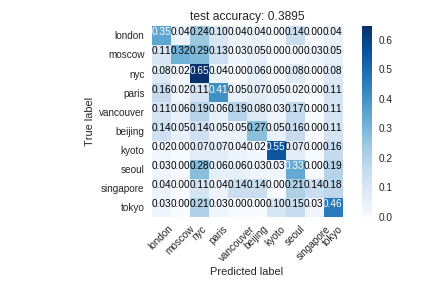 test accuracy: 0.3895
True label
london 0.35 0.04 0.24 0.10 0.04 0.04 0.00 0.14 0.00 0.04
moscow 0.11 0.32 0.29 0.13 0.03 0.05 0.00 0.00 0.03 0.05
nyc 0.08 0.02 0.65 0.04 0.00 0.06 0.00 0.08 0.00 0.08
paris 0.16 0.02 0.11 0.41 0.05 0.07 0.05 0.02 0.00 0.11
vancouver 0.11 0.06 0.19 0.06 0.19 0.08 0.03 0.17 0.00 0.11
beijing 0.14 0.05 0.14 0.05 0.05 0.27 0.05 0.16 0.00 0.11
kyoto 0.02 0.00 0.07 0.07 0.04 0.02 0.55 0.07 0.00 0.16
seoul 0.03 0.00 0.28 0.06 0.06 0.03 0.03 0.33 0.00 0.19
singapore 0.04 0.00 0.11 0.04 0.14 0.14 0.00 0.21 0.14 0.18
tokyo 0.03 0.00 0.21 0.03 0.00 0.00 0.10 0.15 0.03 0.46
london moscow nyc paris vancouver beijing kyoto seoul singapore tokyo
Predicted label
0.6
0.5
0.4
0.3
0.2
0.1
0.0